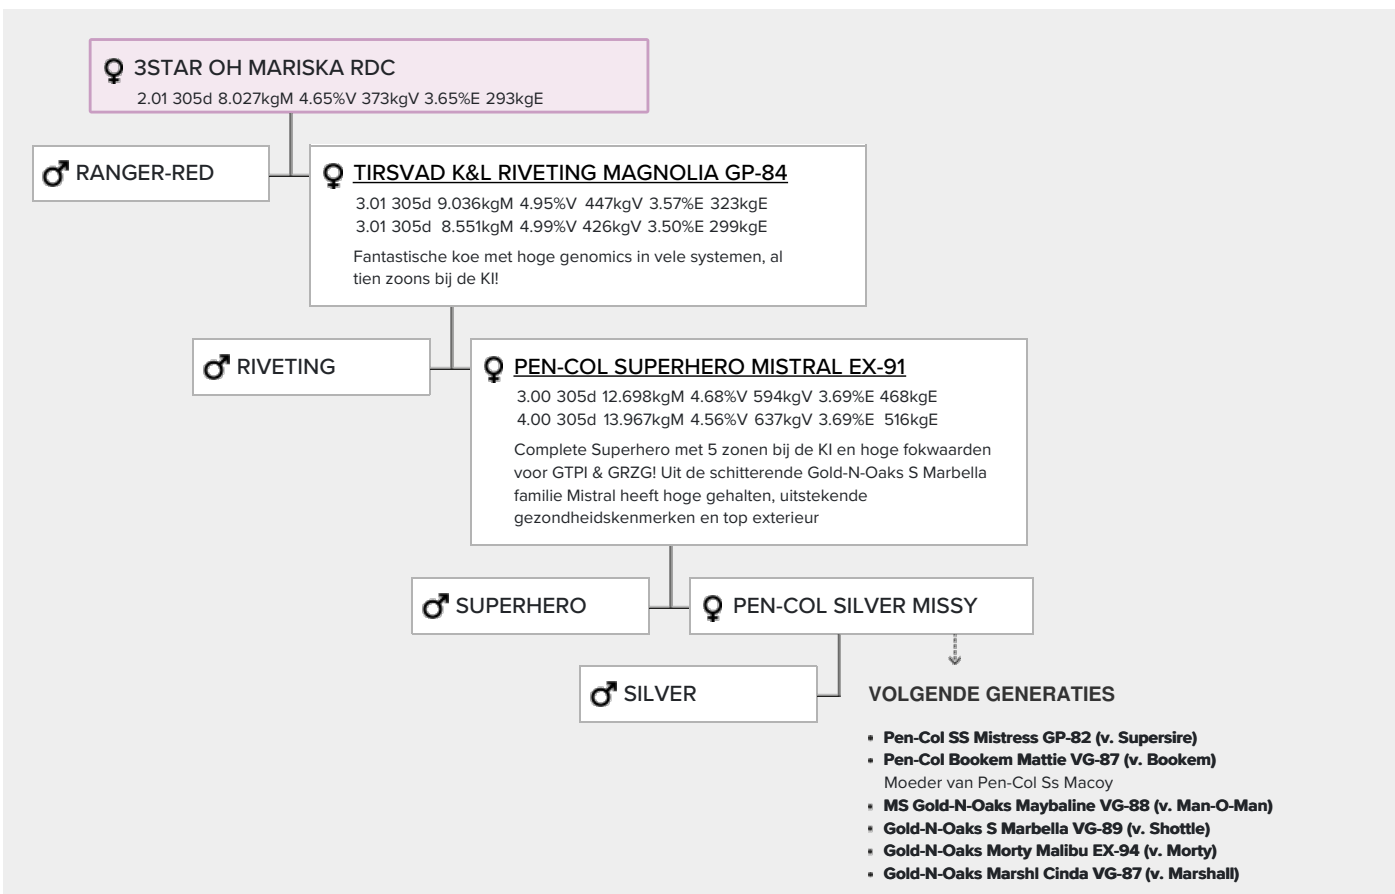 3STAR OH MARISKA RDC
2.01 305d 8.027kgM 4.65%V 373kgV 3.65%E 293kgE
RANGER-RED
TIRSVAD K&L RIVETING MAGNOLIA GP-84
3.01 305d 9.036kgM 4.95%V 447kgV 3.57%E 323kgE
3.01 305d 8.551kgM 4.99%V 426kgV 3.50%E 299kgE
Fantastische koe met hoge genomics in vele systemen, al
tien zoons bij de KI!
RIVETING
PEN-COL SUPERHERO MISTRAL EX-91
3.00 305d 12.698kgM 4.68%V 594kgV 3.69%E 468kgE
4.00 305d 13.967kgM 4.56%V 637kgV 3.69%E 516kgE
Complete Superhero met 5 zonen bij de KI en hoge fokwaarden
voor GTPI & GRZG! Uit de schitterende Gold-N-Oaks S Marbella
familie Mistral heeft hoge gehalten, uitstekende
gezondheidskenmerken en top exterieur
SUPERHERO
PEN-COL SILVER MISSY
SILVER
VOLGENDE GENERATIES
Pen-Col SS Mistress GP-82 (v. Supersire)
Pen-Col Bookem Mattie VG-87 (v. Bookem)
Moeder van Pen-Col Ss Macoy
MS Gold-N-Oaks Maybaline VG-88 (v. Man-O-Man)
Gold-N-Oaks S Marbella VG-89 (v. Shottle)
Gold-N-Oaks Morty Malibu EX-94 (v. Morty)
Gold-N-Oaks Marshl Cinda VG-87 (v. Marshall)